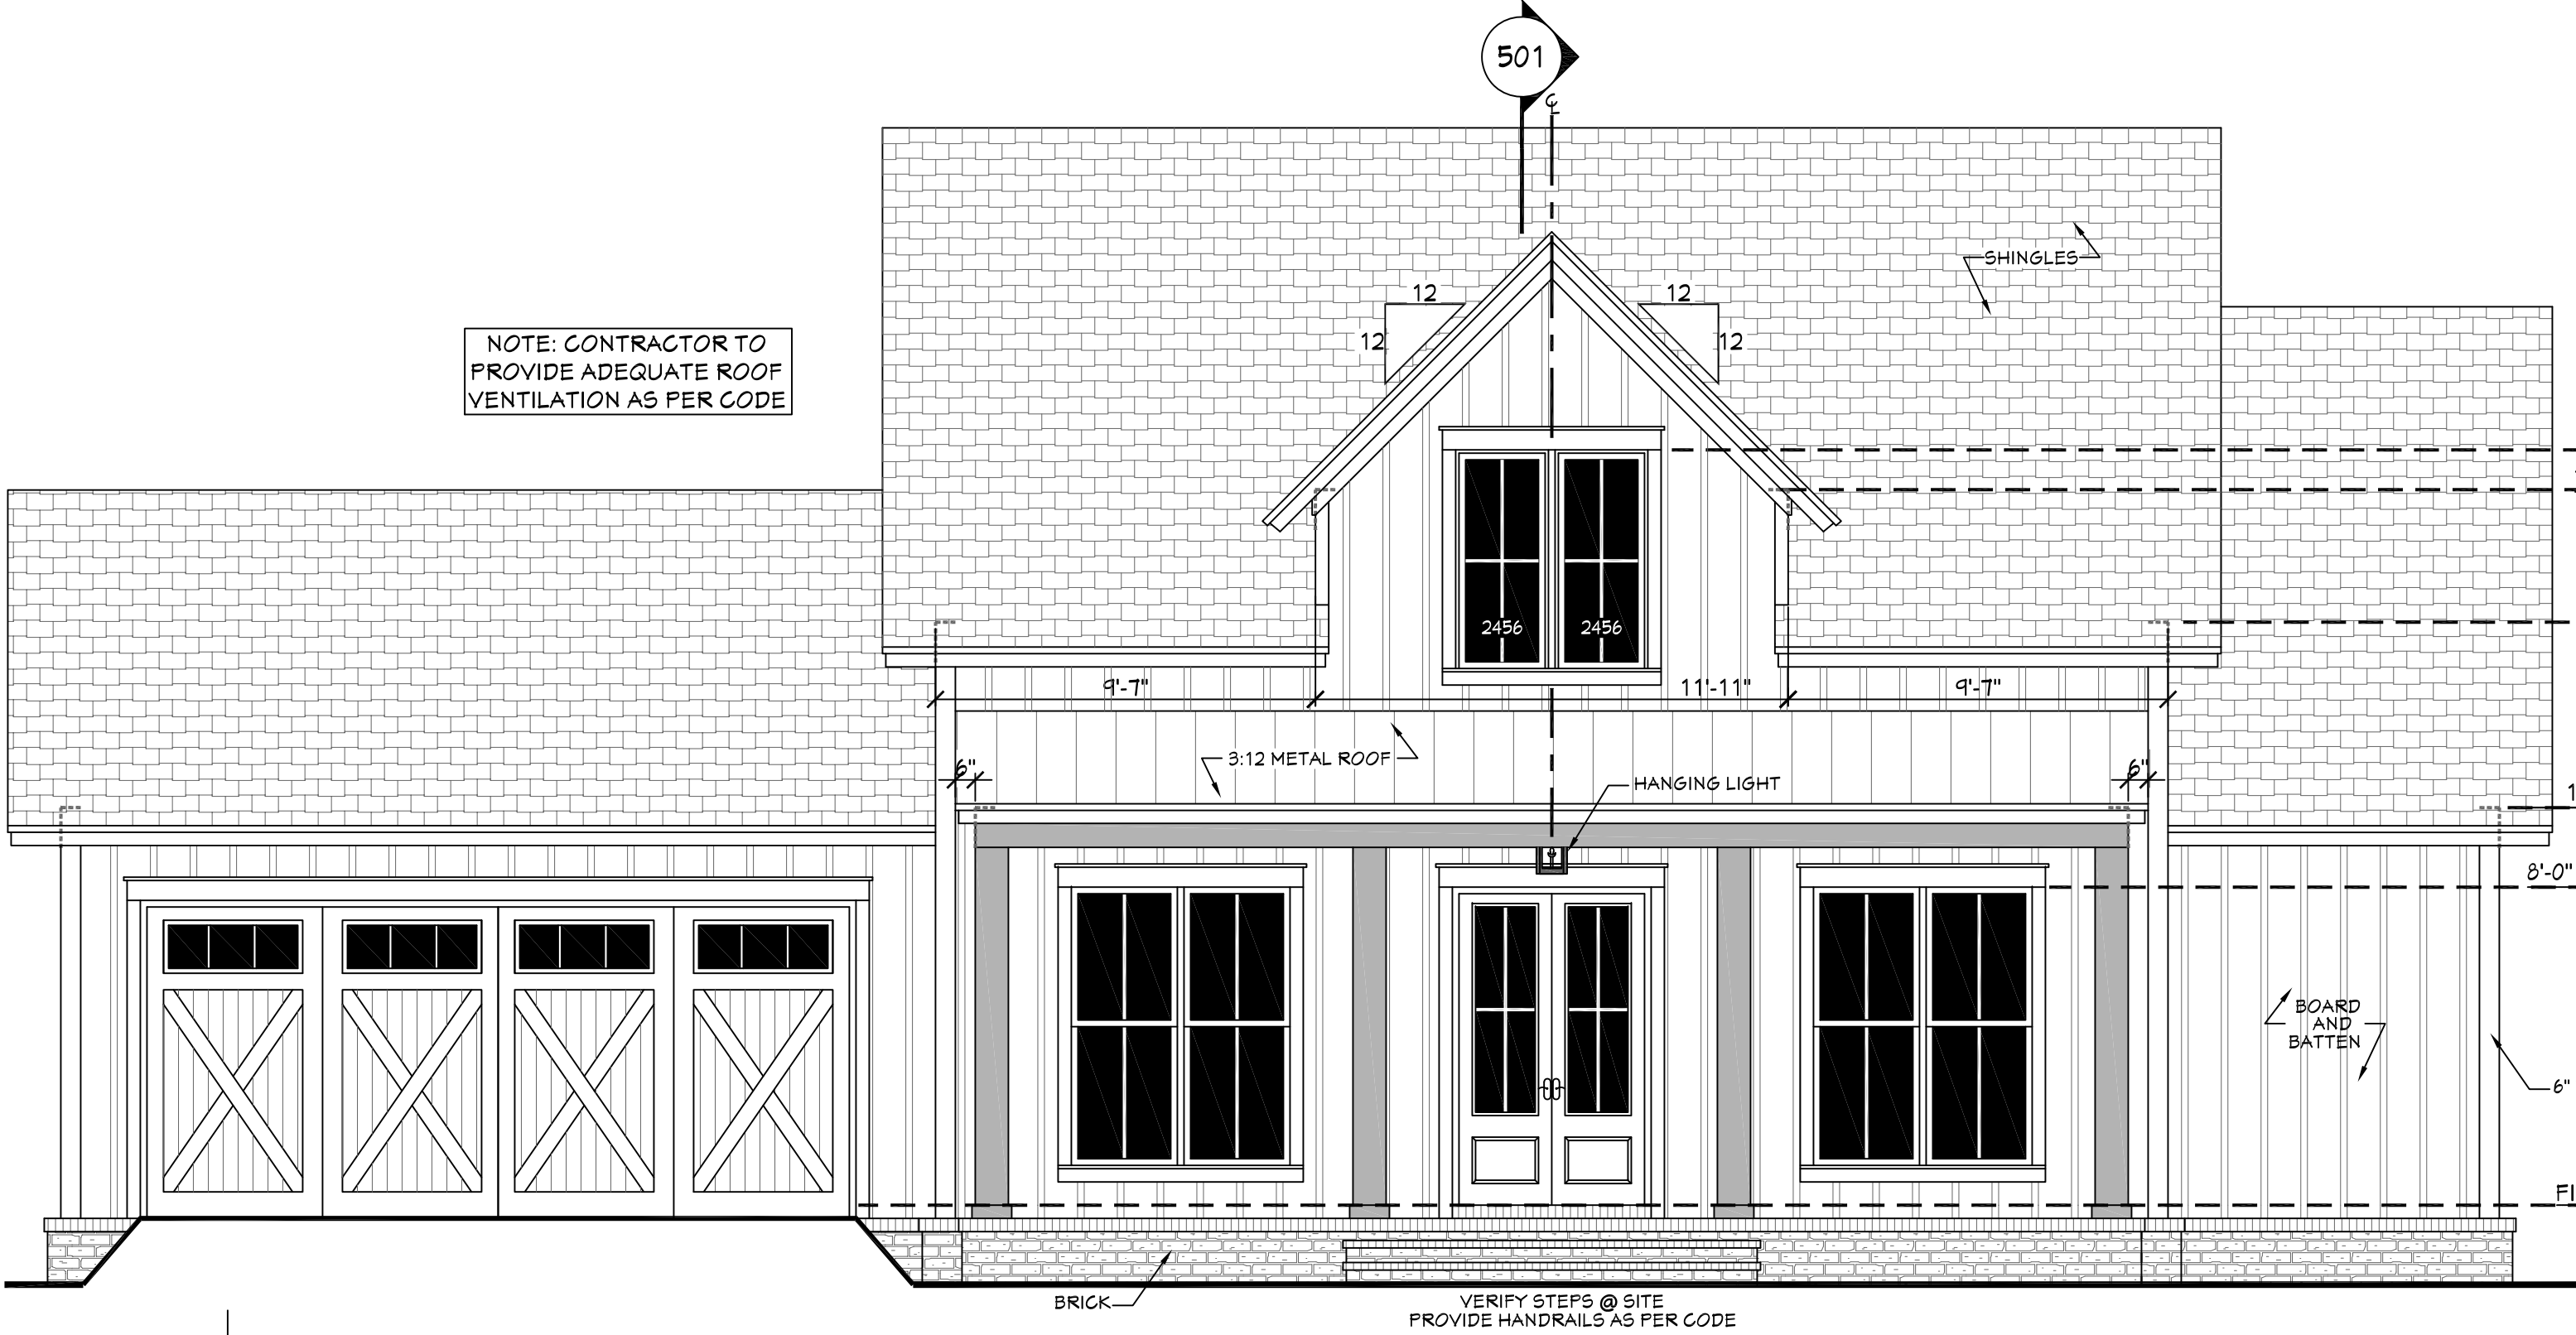 501
℄
SHINGLES
12
12
12
12
NOTE: CONTRACTOR TO
PROVIDE ADEQUATE ROOF
VENTILATION AS PER CODE
2456
2456
9'-7"
11'-11"
9'-7"
3:12 METAL ROOF
6"
6"
HANGING LIGHT
1
8'-0"
BOARD
AND
BATTEN
6"
FI
BRICK
VERIFY STEPS @ SITE
PROVIDE HANDRAILS AS PER CODE